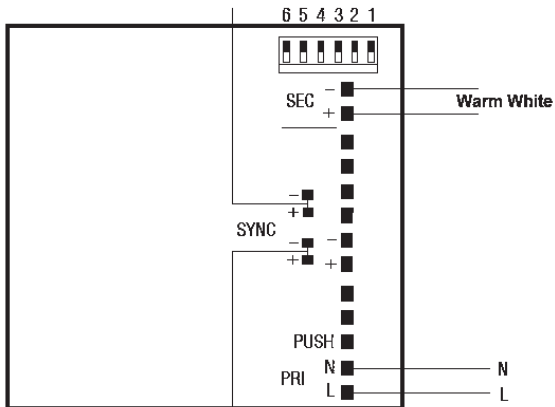 6 5 4 3 2 1
SEC -
+
Warm White
-
+
SYNC
-
+
-
+
PUSH
PRI
N N
L L